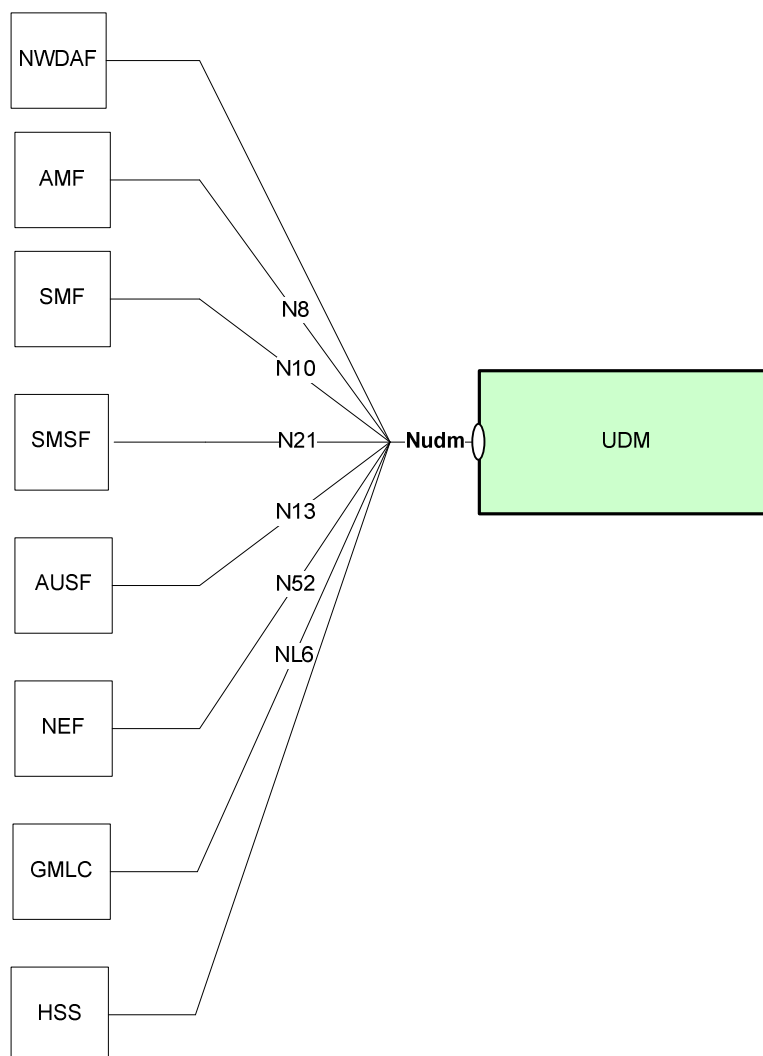 NWDAF
AMF
SMF
N8
N10
SMSF
N21
Nudm
UDM
N13
AUSF
N52
NL6
NEF
GMLC
HSS